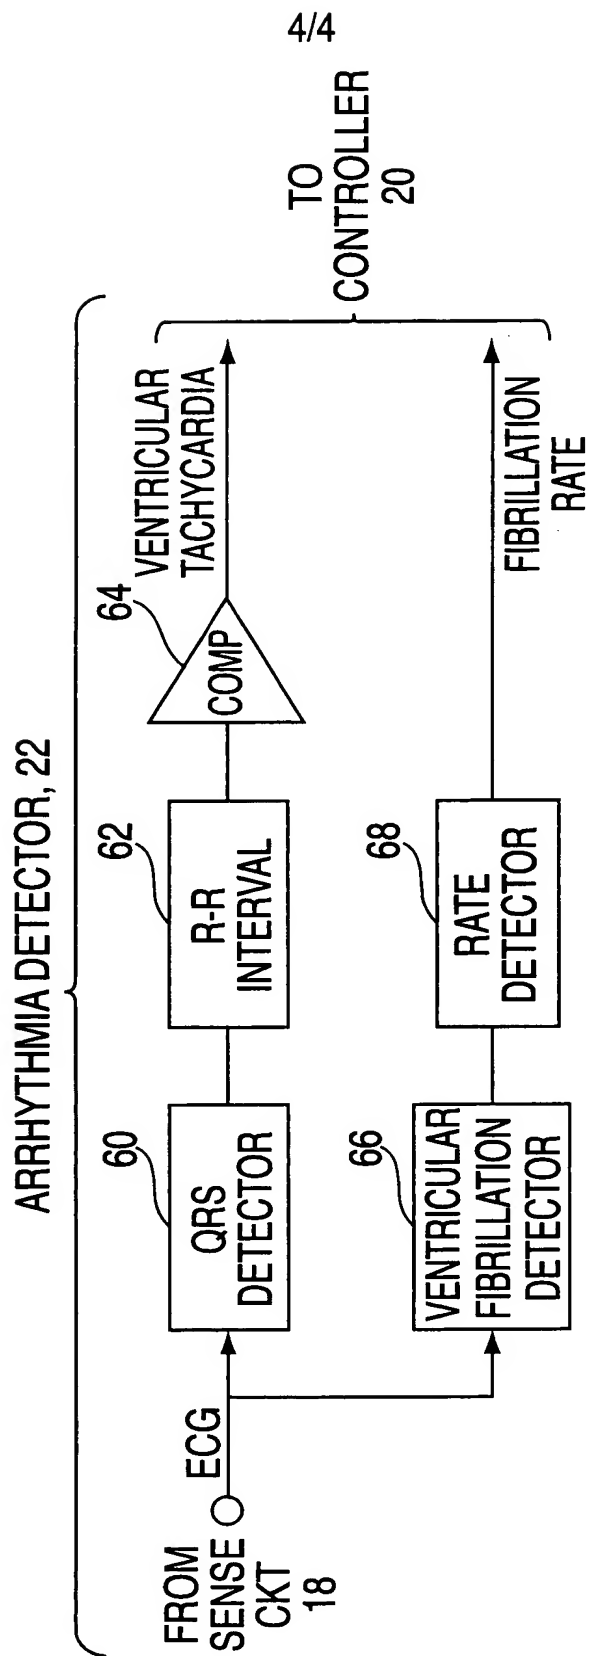 4/4
ARRHYTHMIA DETECTOR, 22
FROM
SENSE
CKT
18
ECG
60
QRS
DETECTOR
62
R-R
INTERVAL
64
COMP
VENTRICULAR
TACHYCARDIA
66
VENTRICULAR
FIBRILLATION
DETECTOR
68
RATE
DETECTOR
FIBRILLATION
RATE
TO
CONTROLLER
20